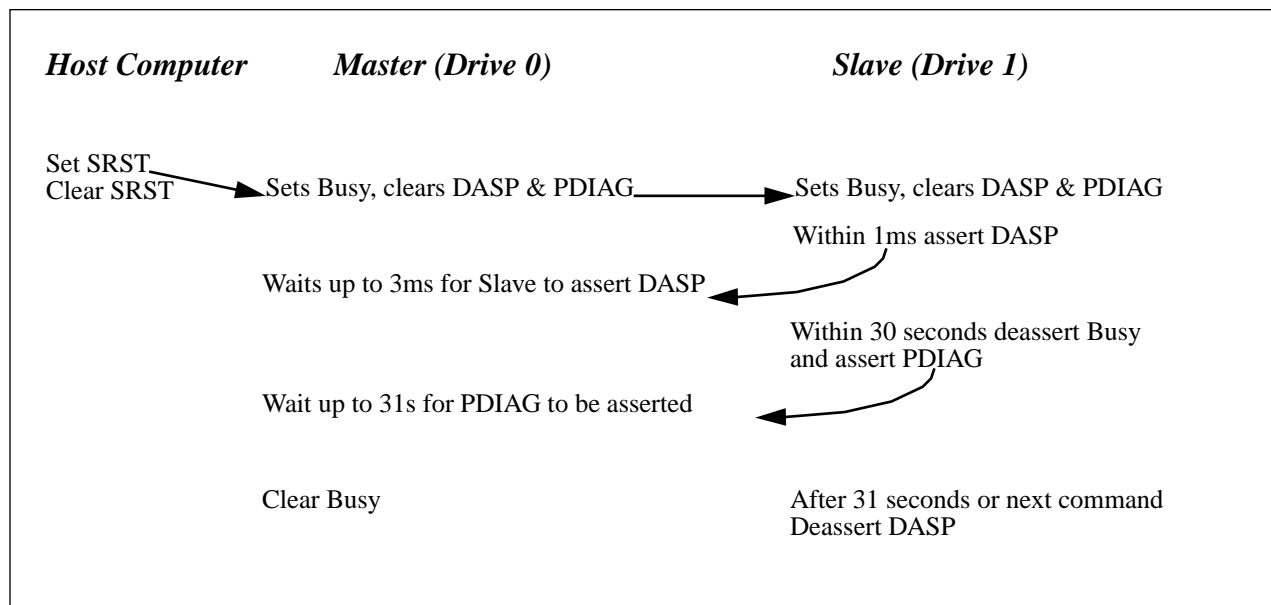 Host Computer Master (Drive 0) Slave (Drive 1)
Set SRST
Clear SRST
Sets Busy, clears DASP & PDIAG
Sets Busy, clears DASP & PDIAG
Within 1ms assert DASP
Waits up to 3ms for Slave to assert DASP
Within 30 seconds deassert Busy
and assert PDIAG
Wait up to 31s for PDIAG to be asserted
Clear Busy
After 31 seconds or next command
Deassert DASP